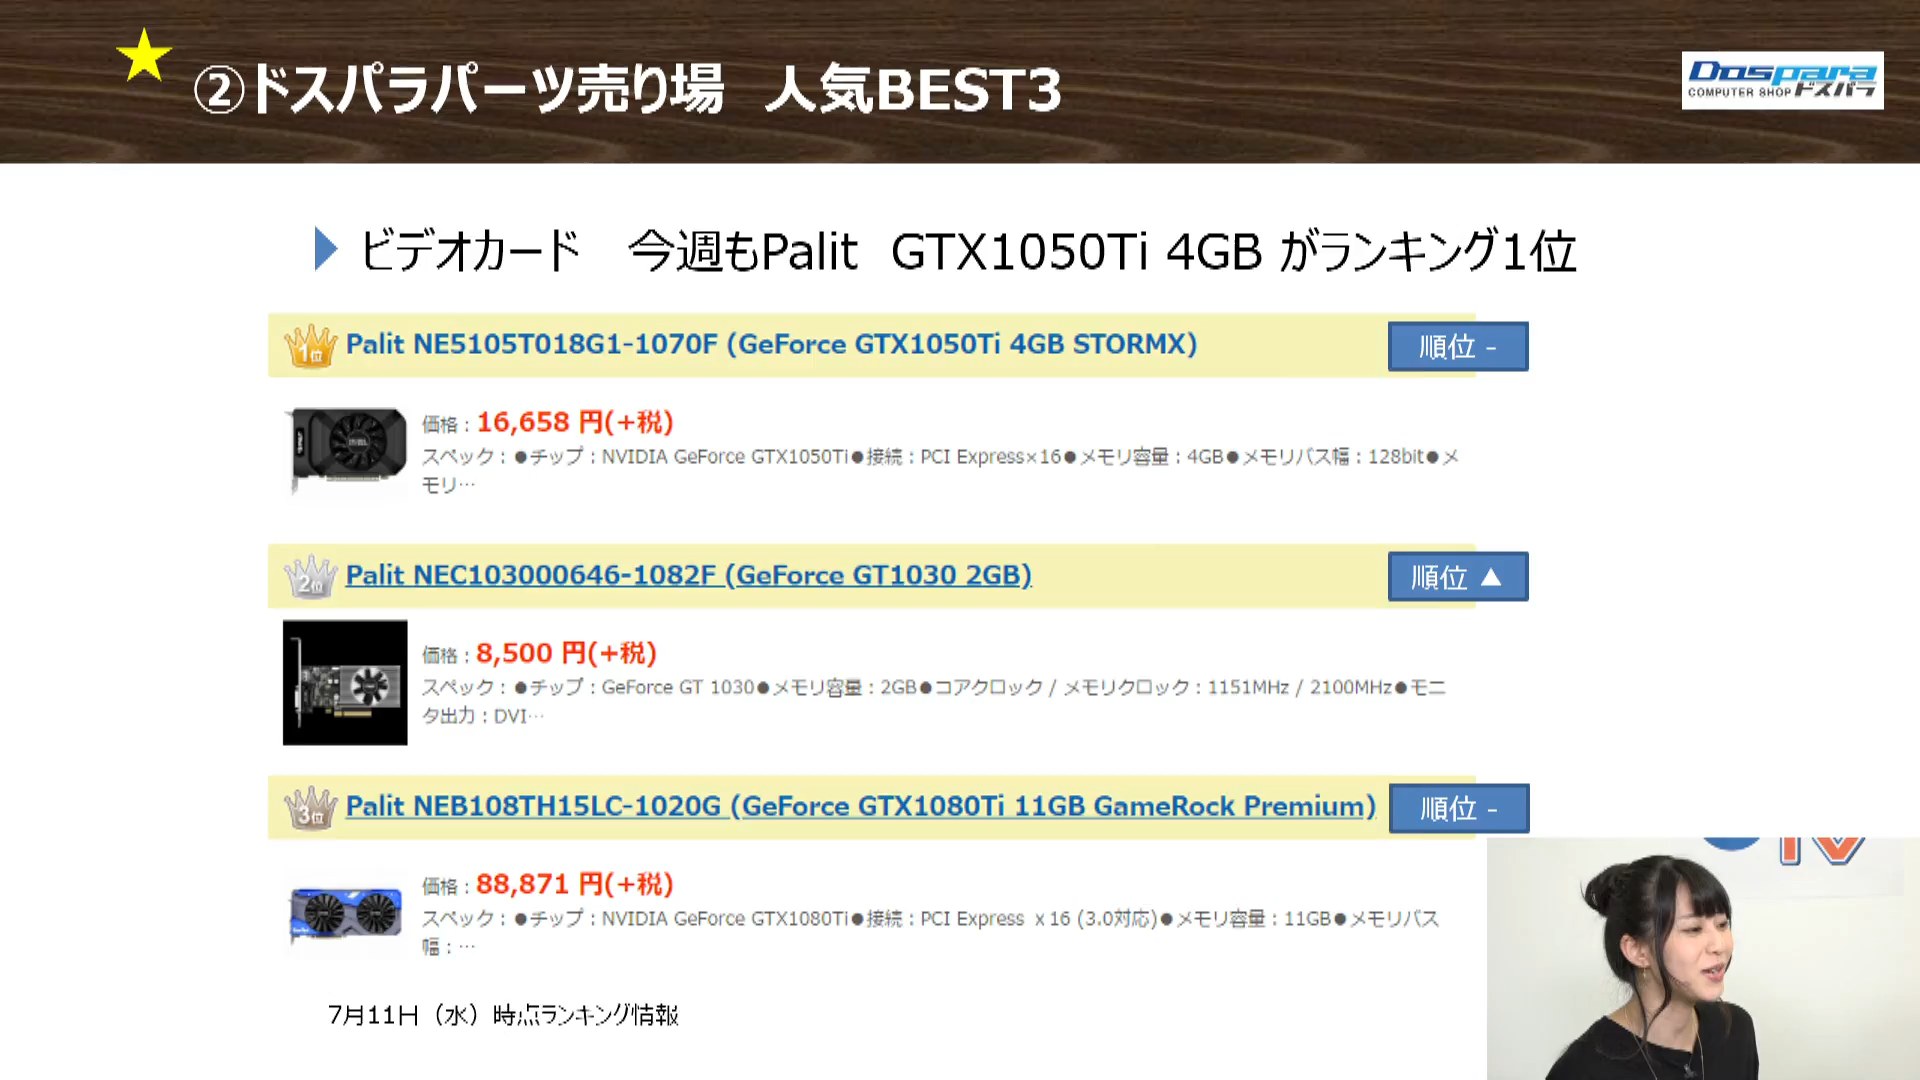 ②ドスパラパーツ売り場　人気BEST3
Dospara
COMPUTER SHOP ドスパラ
ビデオカード　今週もPalit GTX1050Ti 4GB がランキング1位
1位 Palit NE5105T018G1-1070F (GeForce GTX1050Ti 4GB STORMX)
順位 -
価格：16,658 円(+税)
スペック：●チップ：NVIDIA GeForce GTX1050Ti●接続：PCI Express×16●メモリ容量：4GB●メモリバス幅：128bit●メ
モリ…
2位 Palit NEC103000646-1082F (GeForce GT1030 2GB)
順位 ▲
価格：8,500 円(+税)
スペック：●チップ：GeForce GT 1030●メモリ容量：2GB●コアクロック / メモリクロック：1151MHz / 2100MHz●モニ
タ出力：DVI…
3位 Palit NEB108TH15LC-1020G (GeForce GTX1080Ti 11GB GameRock Premium)
順位 -
価格：88,871 円(+税)
スペック：●チップ：NVIDIA GeForce GTX1080Ti●接続：PCI Express x16 (3.0対応)●メモリ容量：11GB●メモリバス
幅：…
7月11日（水）時点ランキング情報
TV